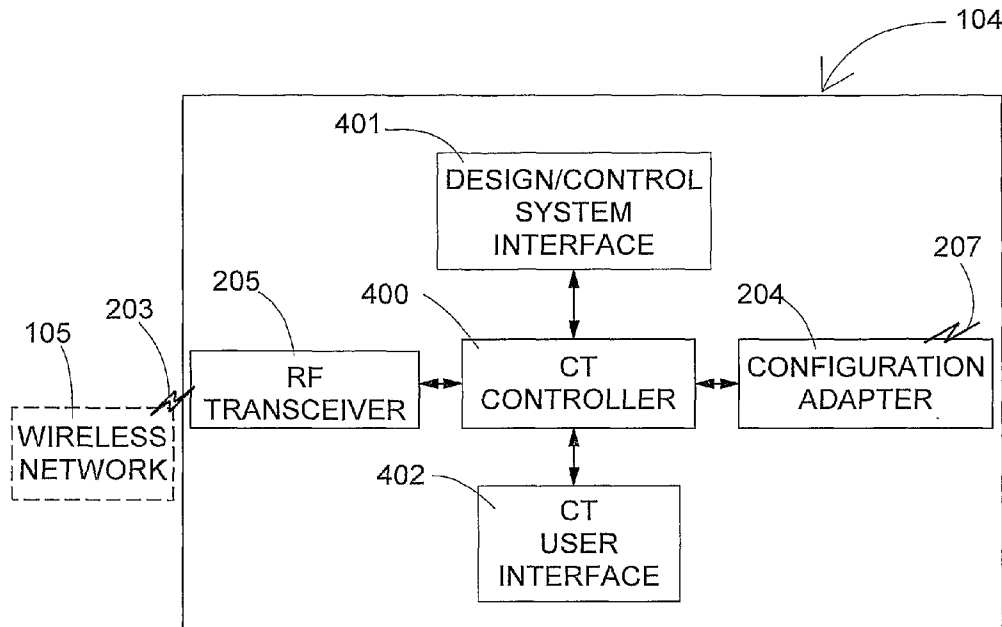 104
401
DESIGN/CONTROL
SYSTEM
INTERFACE
207
203
205
400
204
105
RF
TRANSCEIVER
CT
CONTROLLER
CONFIGURATION
ADAPTER
WIRELESS
NETWORK
402
CT
USER
INTERFACE